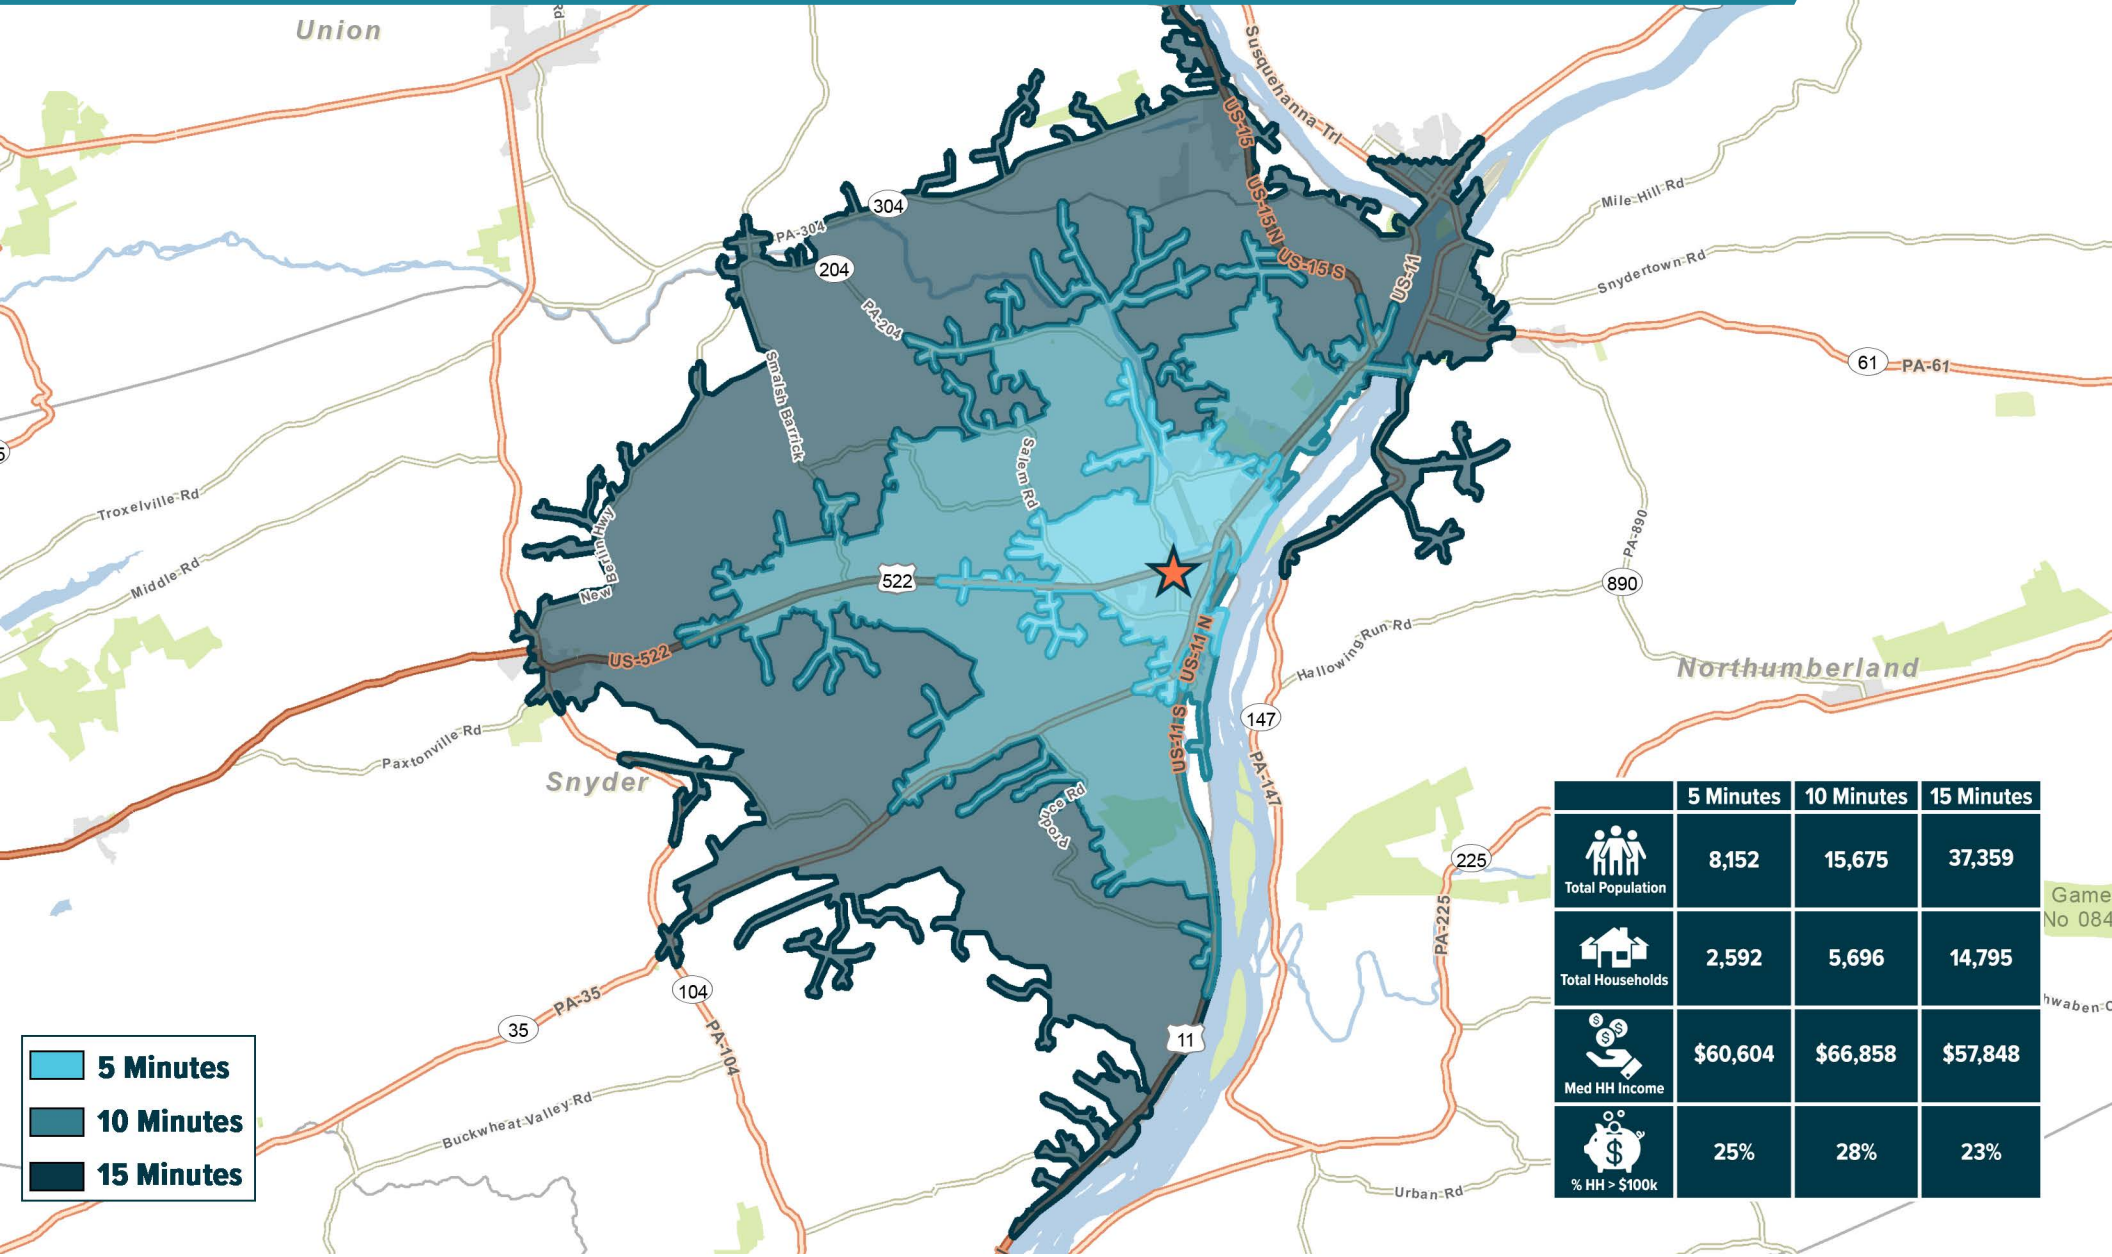 Union
Rd
Susquehanna Trl
US-15
304
PA-304
Mile Hill Rd
US-15 N
US-15 S
US-11
204
Snydertown Rd
PA-204
61
PA-61
Smalsh Barrick
Salem Rd
Troxelville Rd
Middle Rd
New Berlin Hwy
PA-890
522
890
US-522
US-11 N
Hallowing Run Rd
Northumberland
147
US-11 S
Paxtonville Rd
PA-147
Snyder
Produce Rd
225
PA-225
Game
No 084
104
PA-35
35
PA-104
11
hwaben C
Buckwheat Valley Rd
Urban Rd
5 Minutes
10 Minutes
15 Minutes
5 Minutes 10 Minutes 15 Minutes
Total Population 8,152 15,675 37,359
Total Households 2,592 5,696 14,795
Med HH Income $60,604 $66,858 $57,848
% HH > $100k 25% 28% 23%